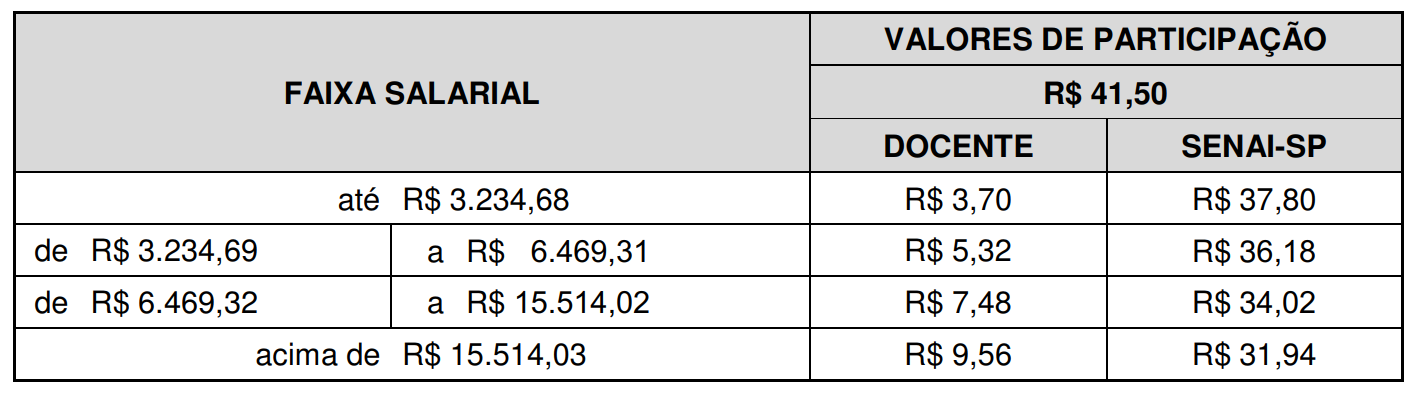 FAIXA SALARIAL
VALORES DE PARTICIPAÇÃO
R$ 41,50
DOCENTE SENAI-SP
até R$ 3.234,68 R$ 3,70 R$ 37,80
de R$ 3.234,69 a R$ 6.469,31 R$ 5,32 R$ 36,18
de R$ 6.469,32 a R$ 15.514,02 R$ 7,48 R$ 34,02
acima de R$ 15.514,03 R$ 9,56 R$ 31,94